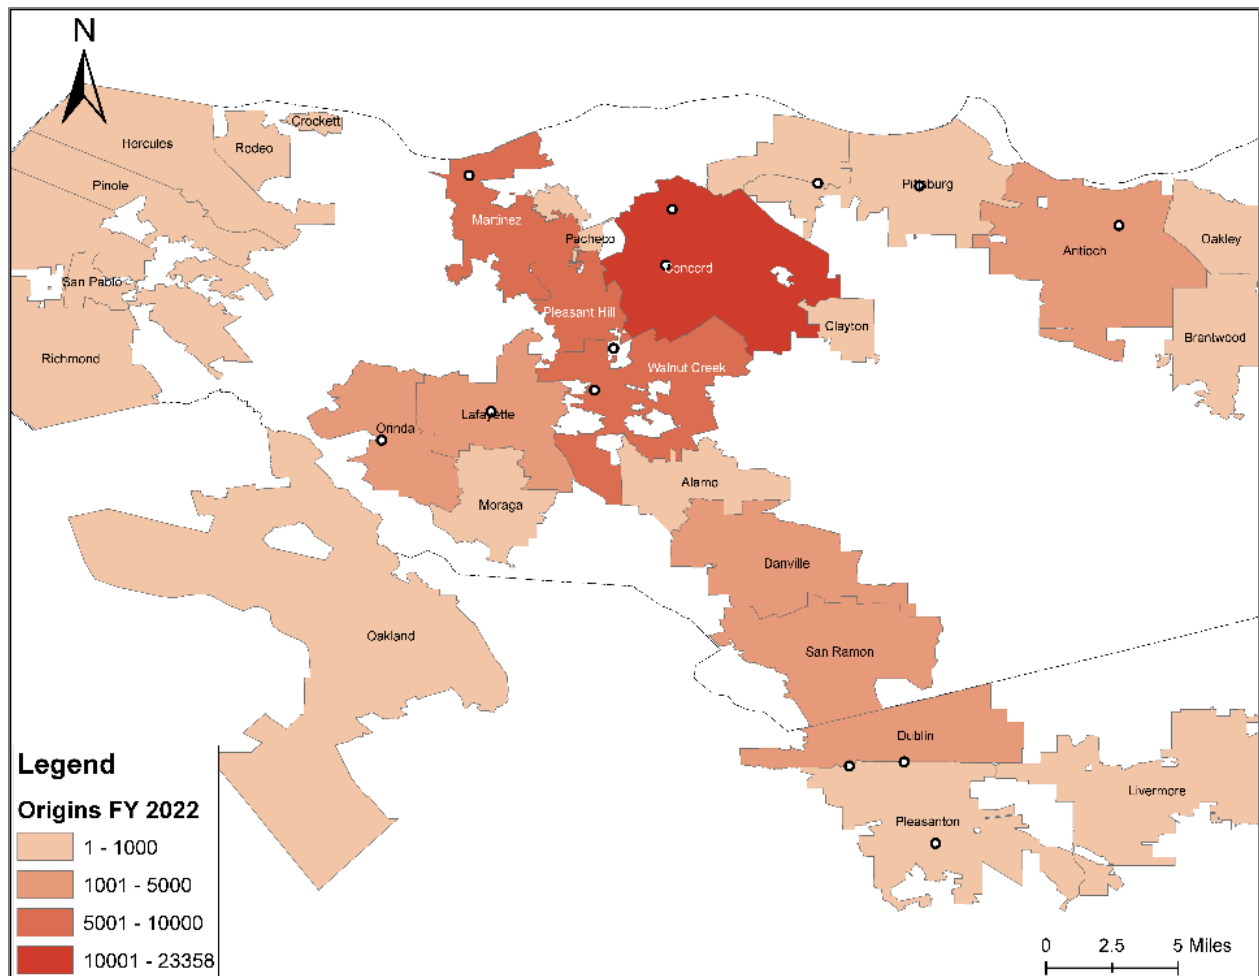 N
Crockett
Hercules
Rodeo
Pinole
Pittsburg
Martinez
Pacheco
Oakley
Antioch
Concord
San Pablo
Pleasant Hill
Clayton
Brentwood
Richmond
Walnut Creek
Lafayette
Orinda
Alamo
Moraga
Danville
Oakland
San Ramon
Dublin
Livermore
Pleasanton
Legend
Origins FY 2022
1 - 1000
1001 - 5000
5001 - 10000
10001 - 23358
0 2.5 5 Miles